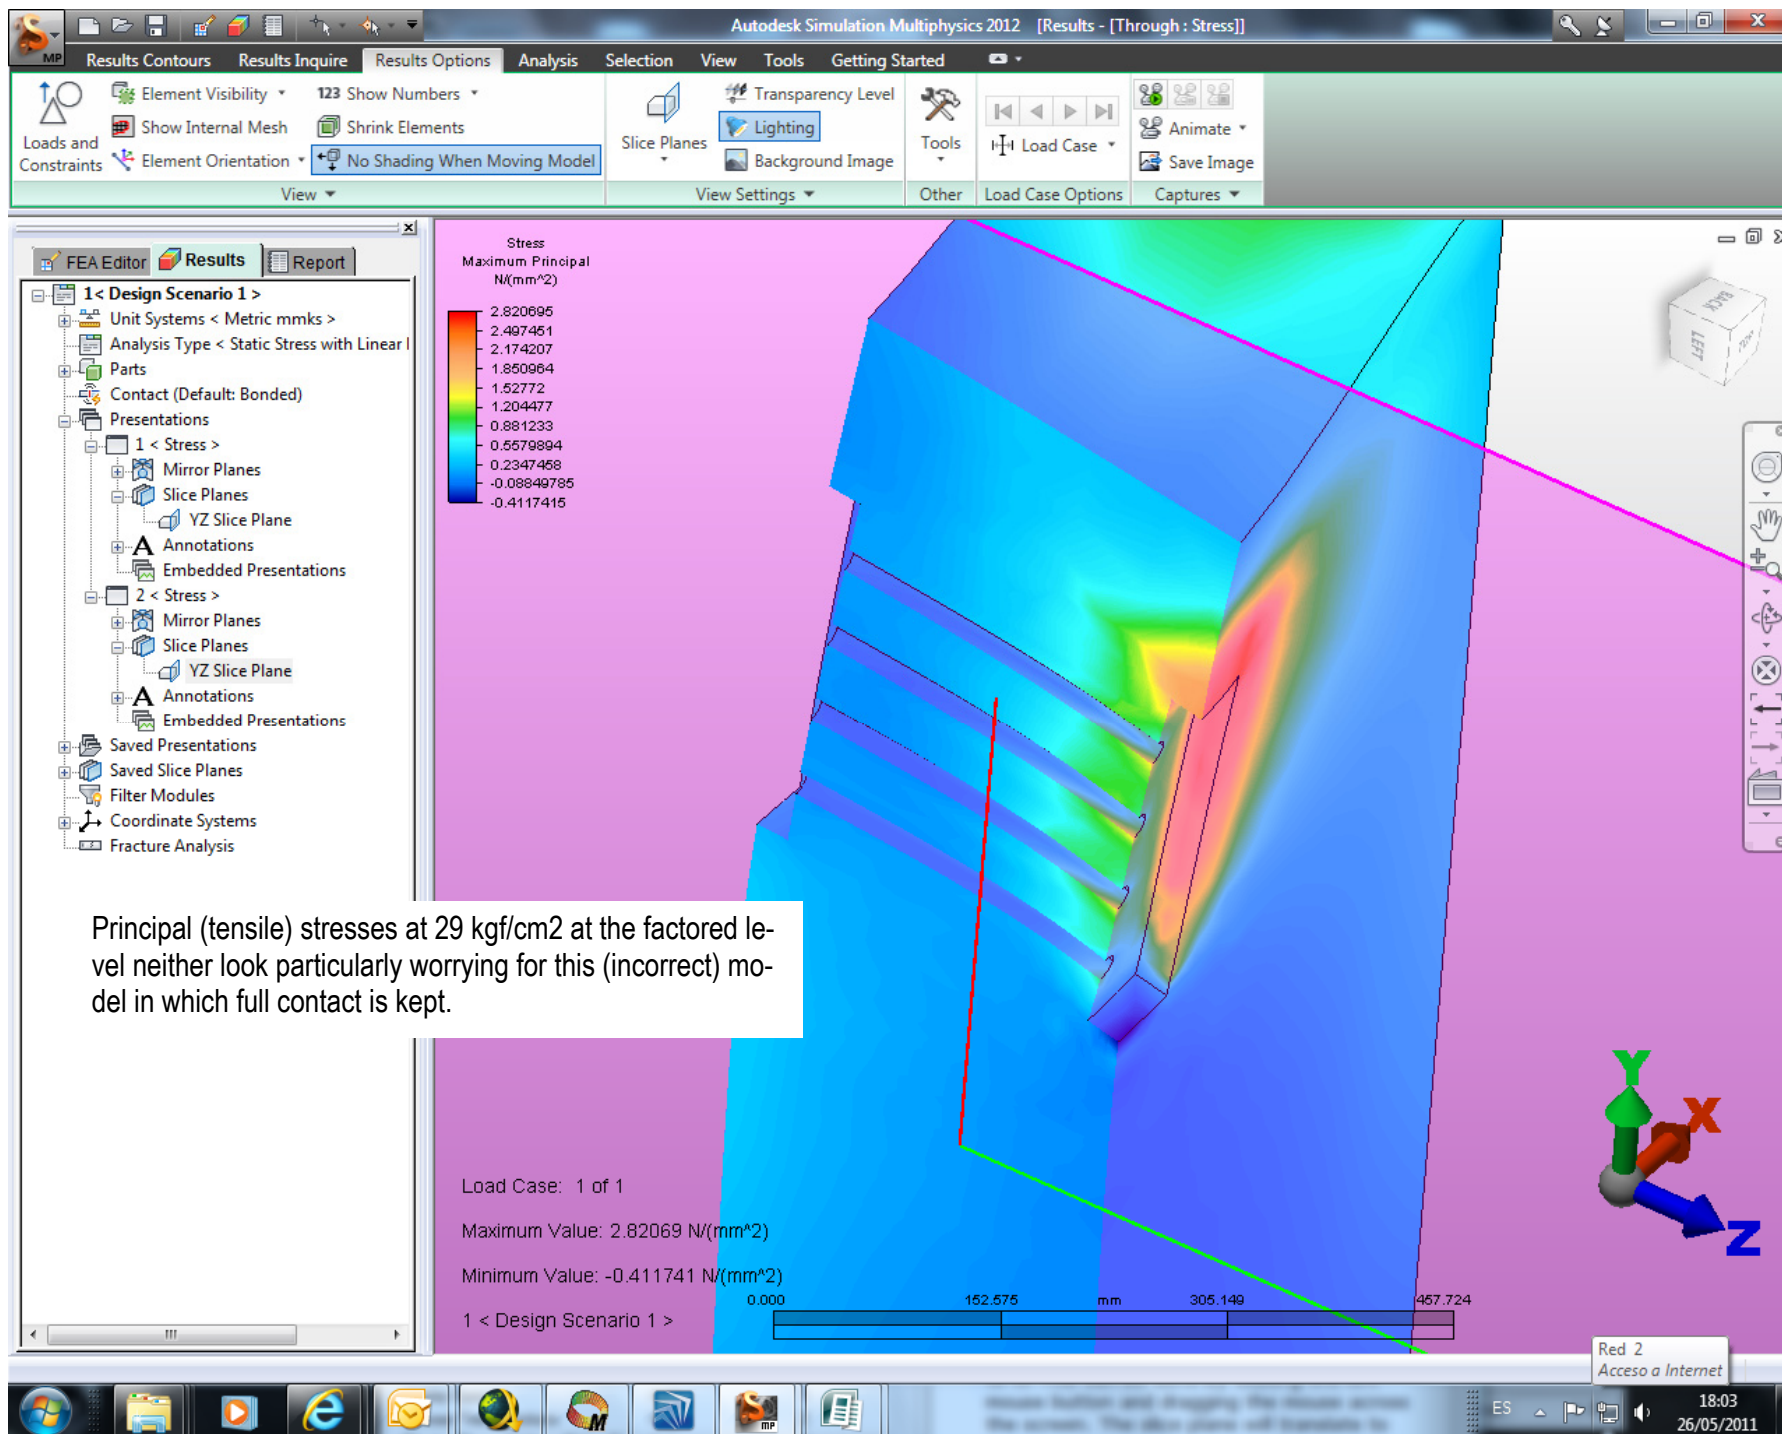 Autodesk Simulation Multiphysics 2012 [Results - [Through : Stress]]
MP
Results Contours Results Inquire Results Options Analysis Selection View Tools Getting Started
Loads and Constraints
Element Visibility
Show Internal Mesh
Element Orientation
123 Show Numbers
Shrink Elements
No Shading When Moving Model
View
Slice Planes
Transparency Level
Lighting
Background Image
View Settings
Tools
Other
Load Case
Load Case Options
Animate
Save Image
Captures
FEA Editor Results Report
1< Design Scenario 1 >
Unit Systems < Metric mmks >
Analysis Type < Static Stress with Linear
Parts
Contact (Default: Bonded)
Presentations
1 < Stress >
Mirror Planes
Slice Planes
YZ Slice Plane
A Annotations
Embedded Presentations
2 < Stress >
Mirror Planes
Slice Planes
YZ Slice Plane
A Annotations
Embedded Presentations
Saved Presentations
Saved Slice Planes
Filter Modules
Coordinate Systems
Fracture Analysis
Stress
Maximum Principal
N/(mm^2)
2.820695
2.497451
2.174207
1.850964
1.52772
1.204477
0.881233
0.5579894
0.2347458
-0.08849785
-0.4117415
BACK
LEFT
Principal (tensile) stresses at 29 kgf/cm2 at the factored le-
vel neither look particularly worrying for this (incorrect) mo-
del in which full contact is kept.
Y
X
Z
Load Case: 1 of 1
Maximum Value: 2.82069 N/(mm^2)
Minimum Value: -0.411741 N/(mm^2)
1 < Design Scenario 1 >
0.000 152.575 mm 305.149 457.724
Red 2
Acceso a Internet
M
MP
ES
18:03
26/05/2011